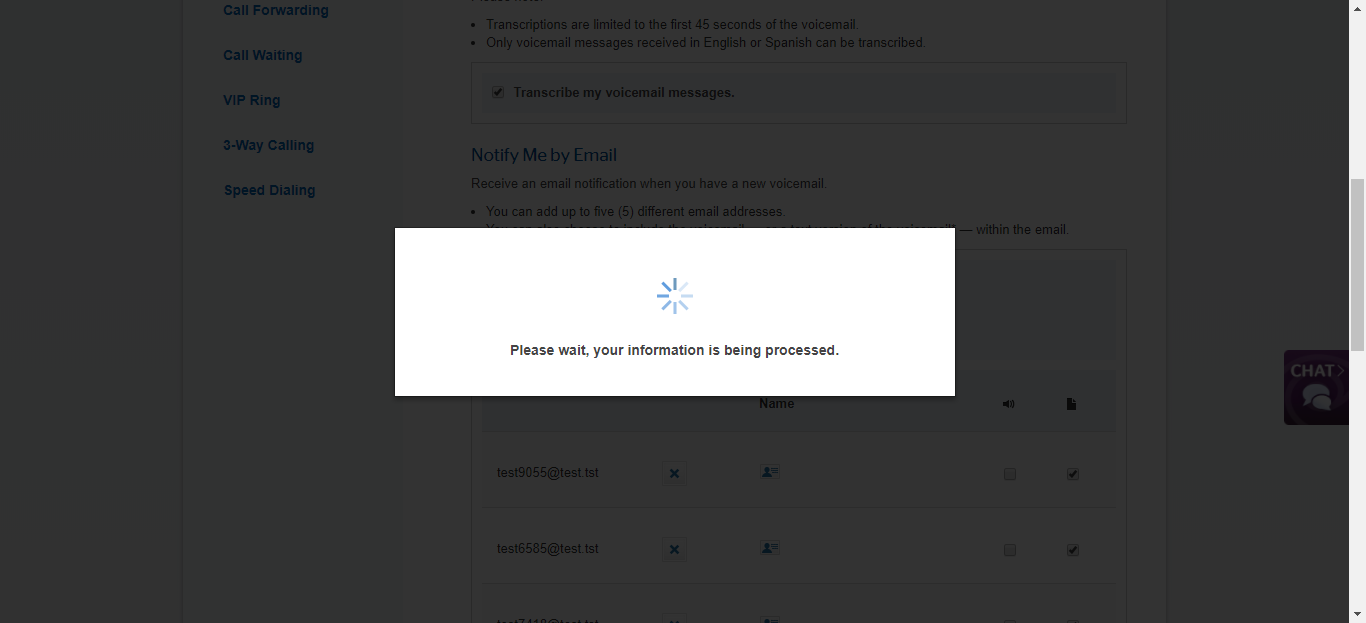 Call Forwarding
Transcriptions are limited to the first 45 seconds of the voicemail.
Call Waiting
Only voicemail messages received in English or Spanish can be transcribed.
Transcribe my voicemail messages.
VIP Ring
3-Way Calling
Notify Me by Email
Speed Dialing
Receive an email notification when you have a new voicemail.
You can add up to five (5) different email addresses.
— within the email.
Please wait, your information is being processed.
CHAT
Name
test9055@test.tst
test6585@test.tst